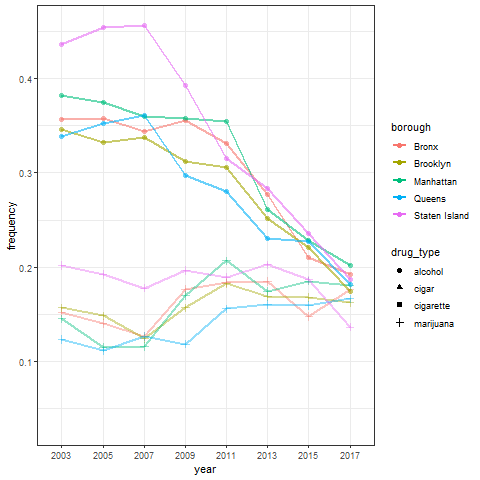 frequency
0.4
0.3
0.2
0.1
2003 2005 2007 2009 2011 2013 2015 2017
year
borough
Bronx
Brooklyn
Manhattan
Queens
Staten Island
drug_type
alcohol
cigar
cigarette
marijuana